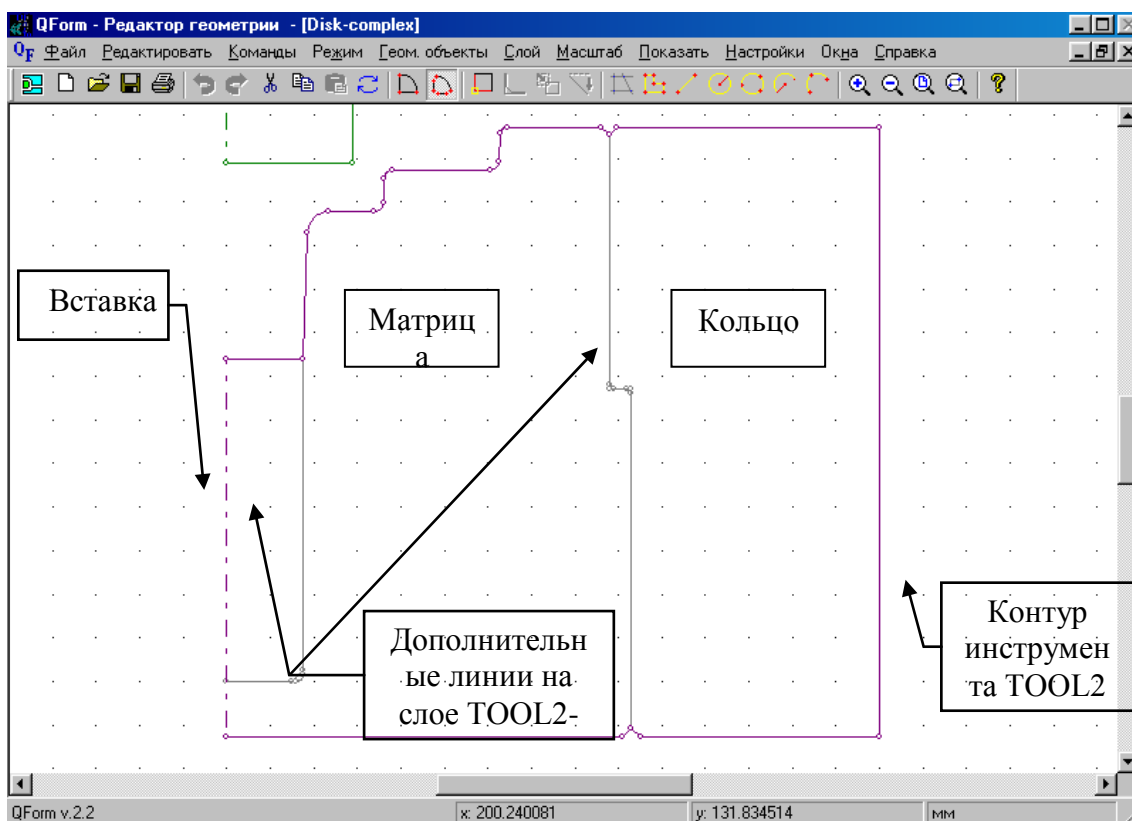 QForm - Редактор геометрии - [Disk-complex]
QF Файл Редактировать Команды Режим Геом. объекты Слой Масштаб Показать Настройки Окна Справка
Вставка
Матриц
а
Кольцо
Дополнительн
ые линии на
слое TOOL2-
Контур
инструмен
та TOOL2
QForm v.2.2 x: 200.240081 y: 131.834514 мм